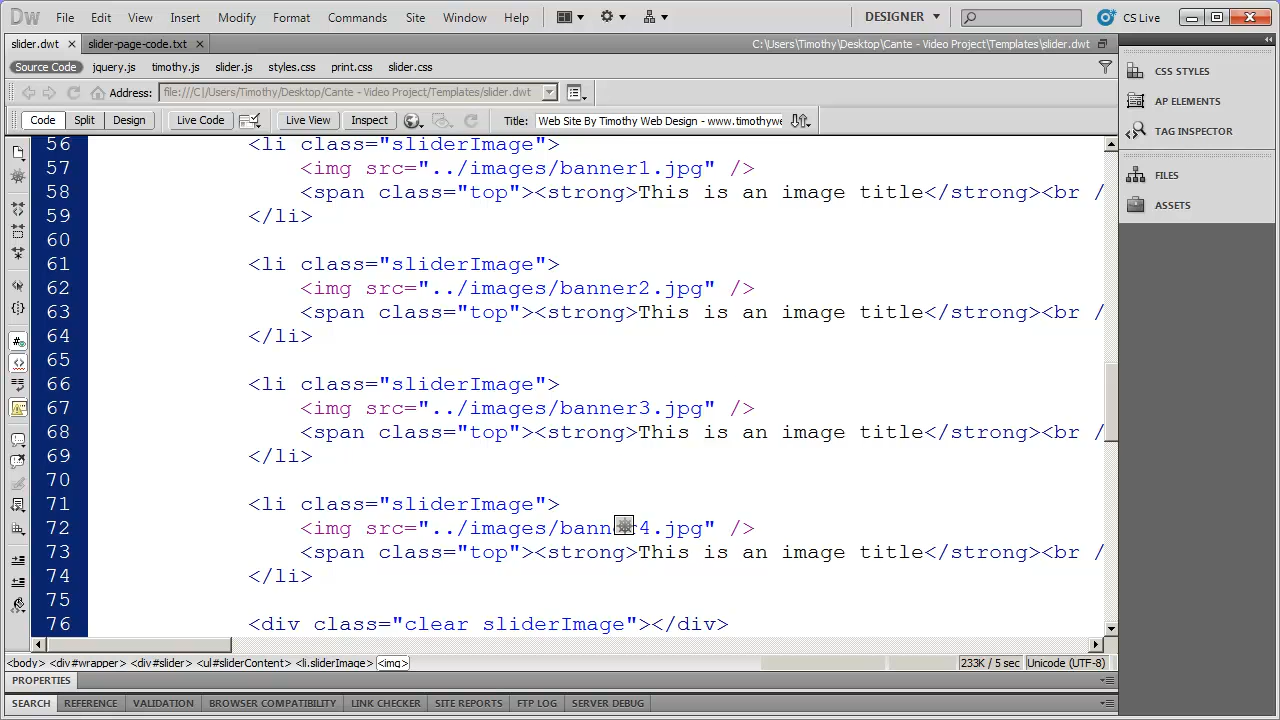 Dw File Edit View Insert Modify Format Commands Site Window Help DESIGNER CS Live
slider.dwt slider-page-code.txt C:\Users\Timothy\Desktop\Cante - Video Project\Templates\slider.dwt
Source Code jquery.js timothy.js slider.js styles.css print.css slider.css
Address: file:///C|/Users/Timothy/Desktop/Cante - Video Project/Templates/slider.dwt
Code Split Design Live Code Live View Inspect Title: Web Site By Timothy Web Design - www.timothywe
56 <li class="sliderImage">
57 <img src="../images/banner1.jpg" />
58 <span class="top"><strong>This is an image title</strong><br /
59 </li>
60
61 <li class="sliderImage">
62 <img src="../images/banner2.jpg" />
63 <span class="top"><strong>This is an image title</strong><br /
64 </li>
65
66 <li class="sliderImage">
67 <img src="../images/banner3.jpg" />
68 <span class="top"><strong>This is an image title</strong><br /
69 </li>
70
71 <li class="sliderImage">
72 <img src="../images/banner4.jpg" />
73 <span class="top"><strong>This is an image title</strong><br /
74 </li>
75
76 <div class="clear sliderImage"></div>
<body> <div#wrapper> <div#slider> <ul#sliderContent> <li.sliderImage> <img> 233K / 5 sec Unicode (UTF-8)
PROPERTIES
SEARCH REFERENCE VALIDATION BROWSER COMPATIBILITY LINK CHECKER SITE REPORTS FTP LOG SERVER DEBUG
CSS STYLES
AP ELEMENTS
TAG INSPECTOR
FILES
ASSETS